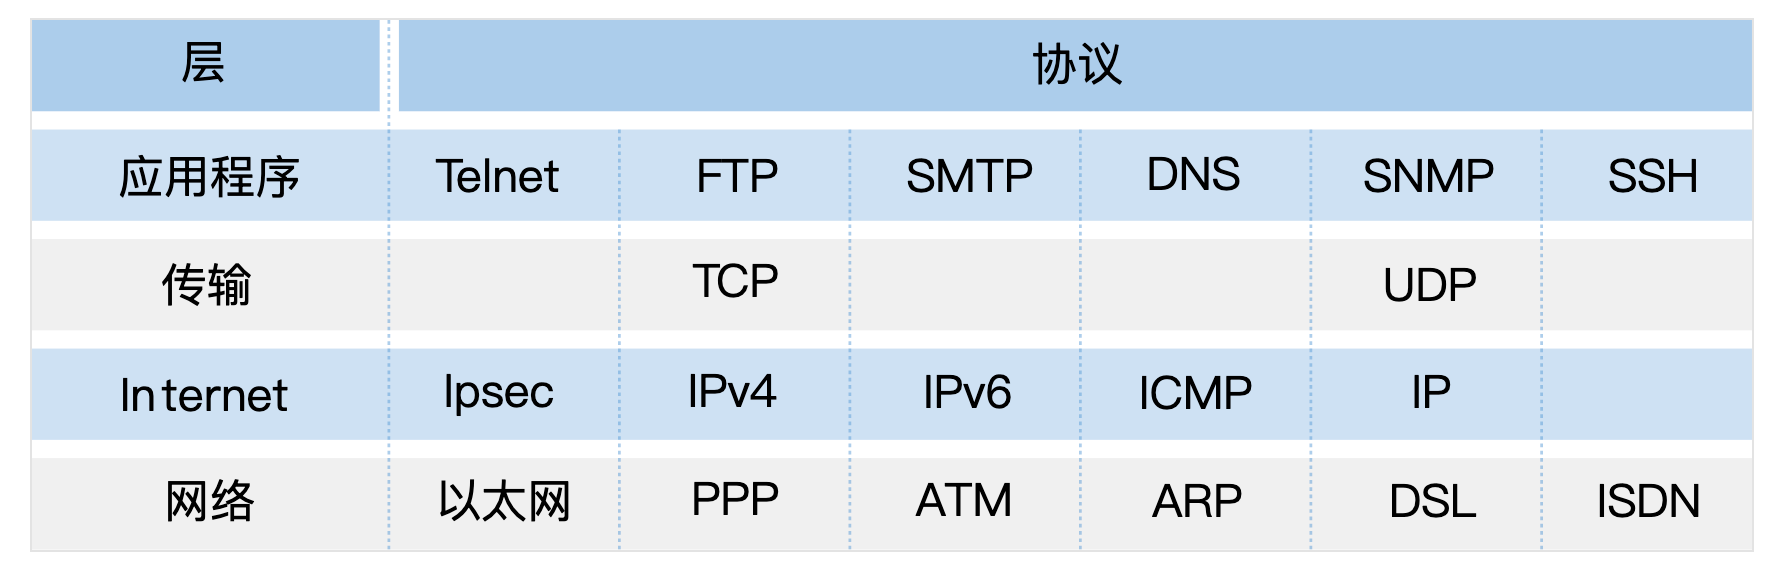 层 协议
应用程序 Telnet FTP SMTP DNS SNMP SSH
传输 TCP UDP
Internet Ipsec IPv4 IPv6 ICMP IP
网络 以太网 PPP ATM ARP DSL ISDN